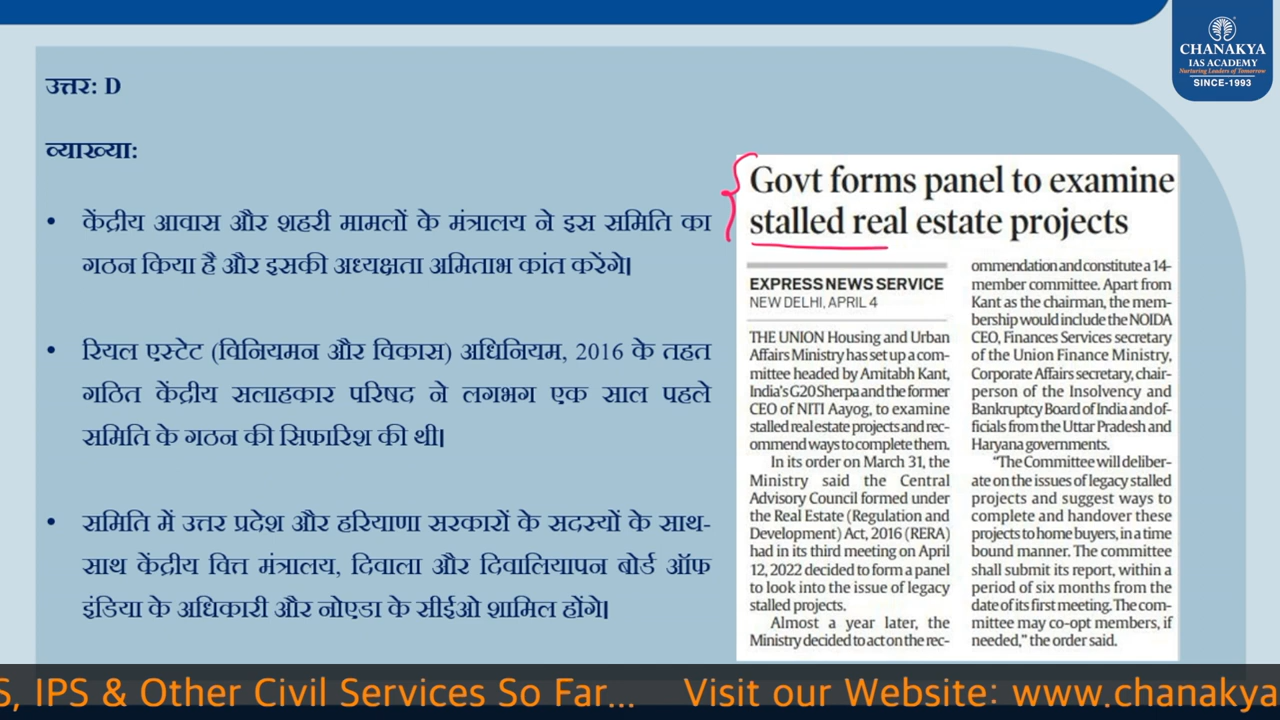 CHANAKYA
IAS ACADEMY
Nurturing Leaders of Tomorrow
SINCE-1993
उत्तर: D
व्याख्या:
• केंद्रीय आवास और शहरी मामलों के मंत्रालय ने इस समिति का
गठन किया है और इसकी अध्यक्षता अमिताभ कांत करेंगे।
• रियल एस्टेट (विनियमन और विकास) अधिनियम, 2016 के तहत
गठित केंद्रीय सलाहकार परिषद ने लगभग एक साल पहले
समिति के गठन की सिफारिश की थी।
• समिति में उत्तर प्रदेश और हरियाणा सरकारों के सदस्यों के साथ-
साथ केंद्रीय वित्त मंत्रालय, दिवाला और दिवालियापन बोर्ड ऑफ
इंडिया के अधिकारी और नोएडा के सीईओ शामिल होंगे।
Govt forms panel to examine
stalled real estate projects
EXPRESS NEWS SERVICE
NEW DELHI, APRIL 4
THE UNION Housing and Urban
Affairs Ministry has set up a com-
mittee headed by Amitabh Kant,
India's G20 Sherpa and the former
CEO of NITI Aayog, to examine
stalled real estate projects and rec-
ommend ways to complete them.
In its order on March 31, the
Ministry said the Central
Advisory Council formed under
the Real Estate (Regulation and
Development) Act, 2016 (RERA)
had in its third meeting on April
12, 2022 decided to form a panel
to look into the issue of legacy
stalled projects.
Almost a year later, the
Ministry decided to act on the rec-
ommendation and constitute a 14-
member committee. Apart from
Kant as the chairman, the mem-
bership would include the NOIDA
CEO, Finances Services secretary
of the Union Finance Ministry,
Corporate Affairs secretary, chair-
person of the Insolvency and
Bankruptcy Board of India and of-
ficials from the Uttar Pradesh and
Haryana governments.
"The Committee will deliber-
ate on the issues of legacy stalled
projects and suggest ways to
complete and handover these
projects to home buyers, in a time
bound manner. The committee
shall submit its report, within a
period of six months from the
date of its first meeting. The com-
mittee may co-opt members, if
needed," the order said.
S, IPS & Other Civil Services So Far... Visit our Website: www.chanakya